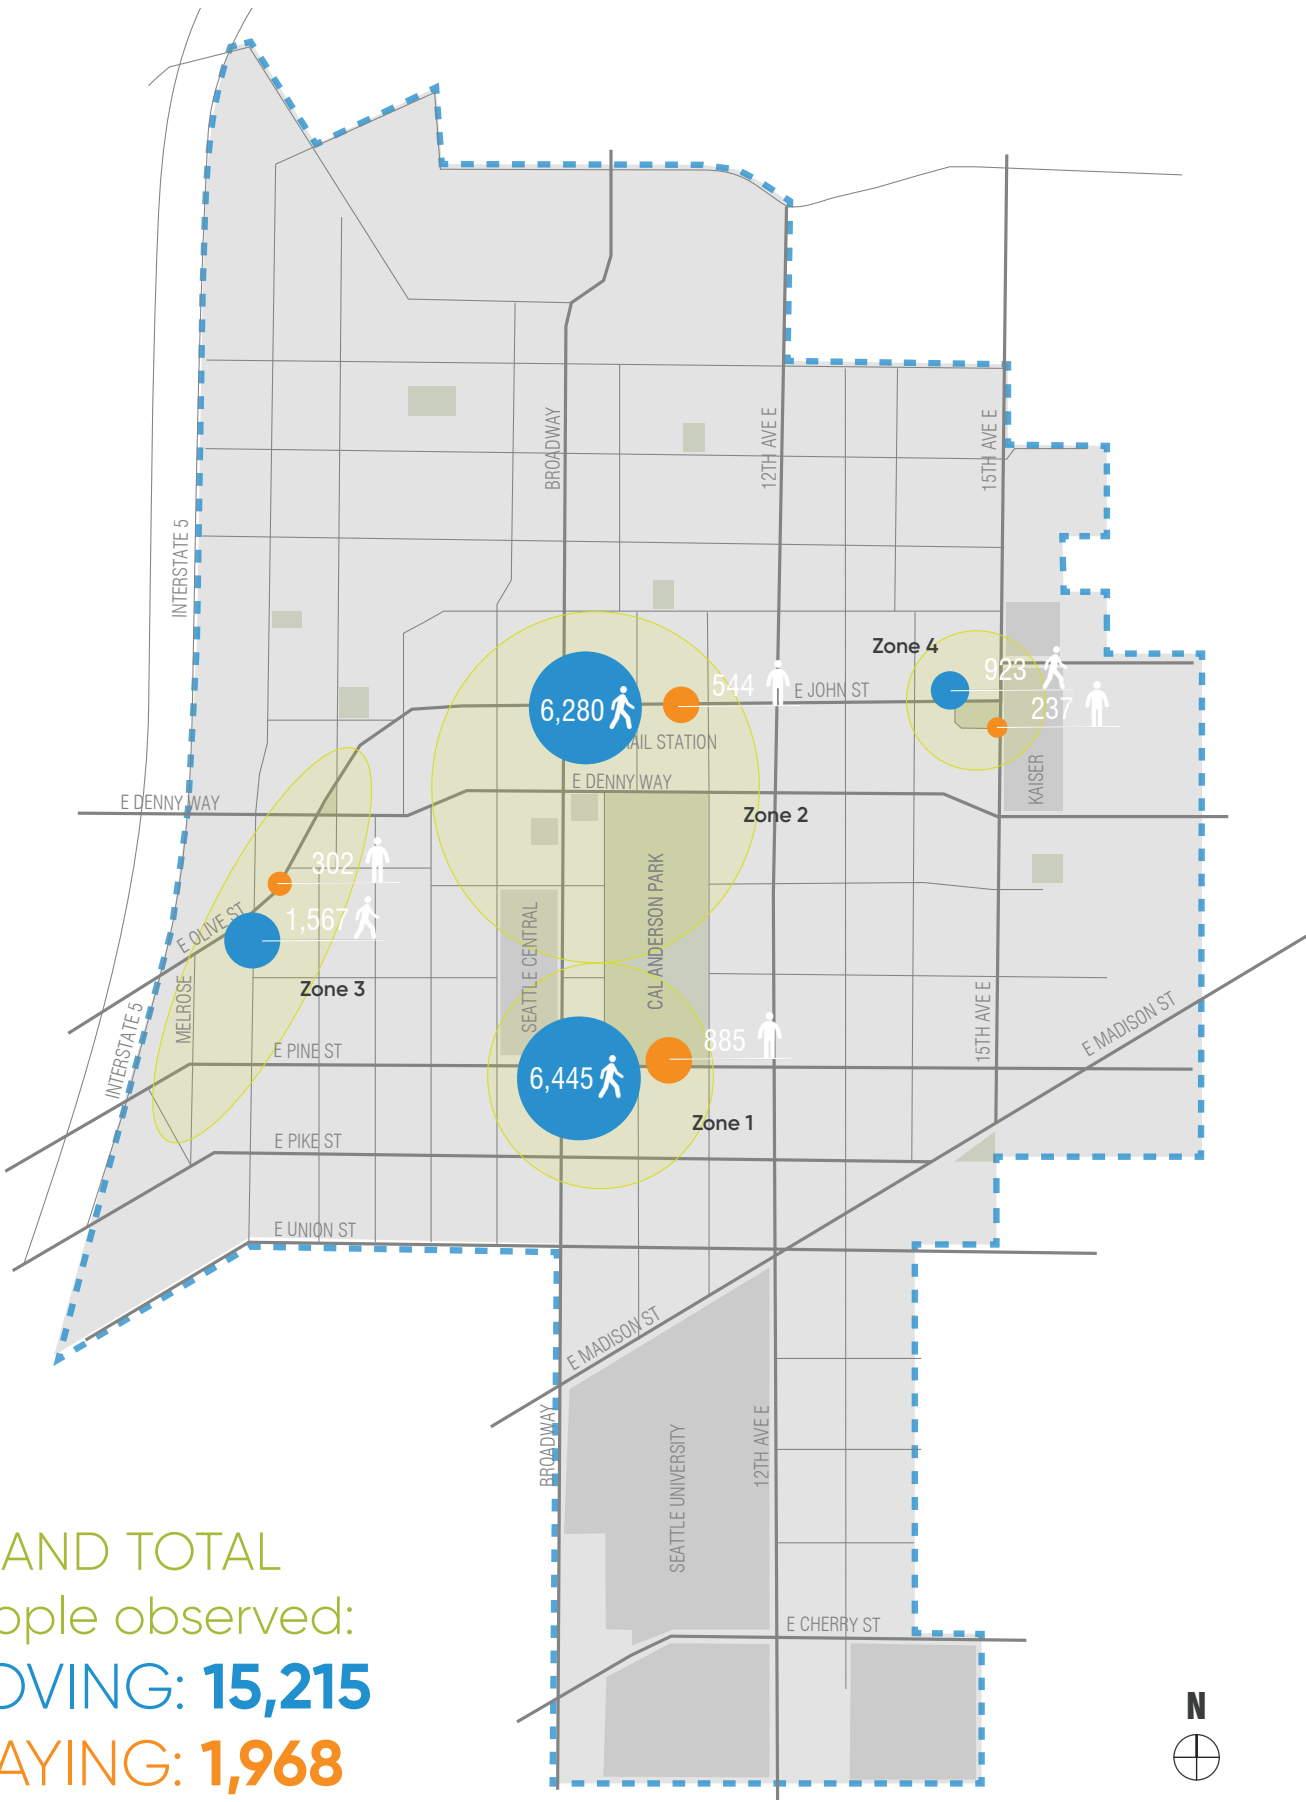 BROADWAY
12TH AVE E
15TH AVE E
INTERSTATE 5
Zone 4
923
544
E JOHN ST
6,280
237
AIL STATION
KAISER
E DENNY WAY
E DENNY WAY
Zone 2
302
CAL ANDERSON PARK
E OLIVE ST
1,567
SEATTLE CENTRAL
Zone 3
MELROSE
15TH AVE E
E MADISON ST
INTERSTATE 5
E PINE ST
885
6,445
Zone 1
E PIKE ST
E UNION ST
E MADISON ST
BROADWAY
12TH AVE E
SEATTLE UNIVERSITY
E CHERRY ST
AND TOTAL
ople observed:
OVING: 15,215
AYING: 1,968
N